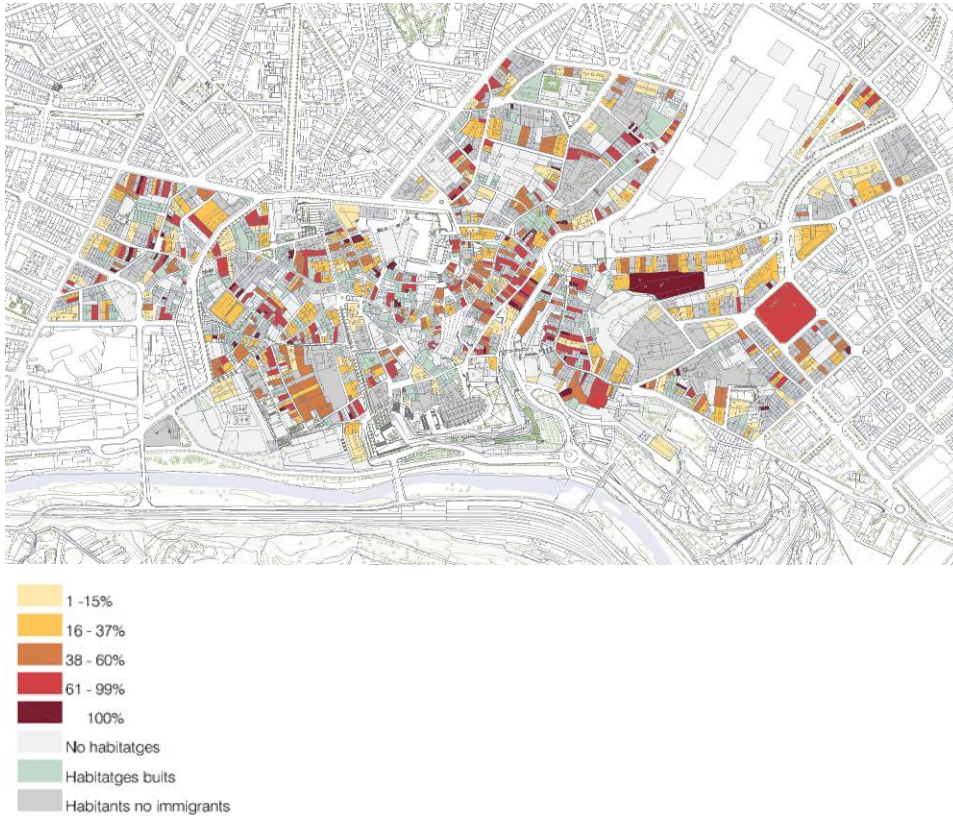 1 -15%
16 - 37%
38 - 60%
61 - 99%
100%
No habitatges
Habitatges buits
Habitants no immigrants